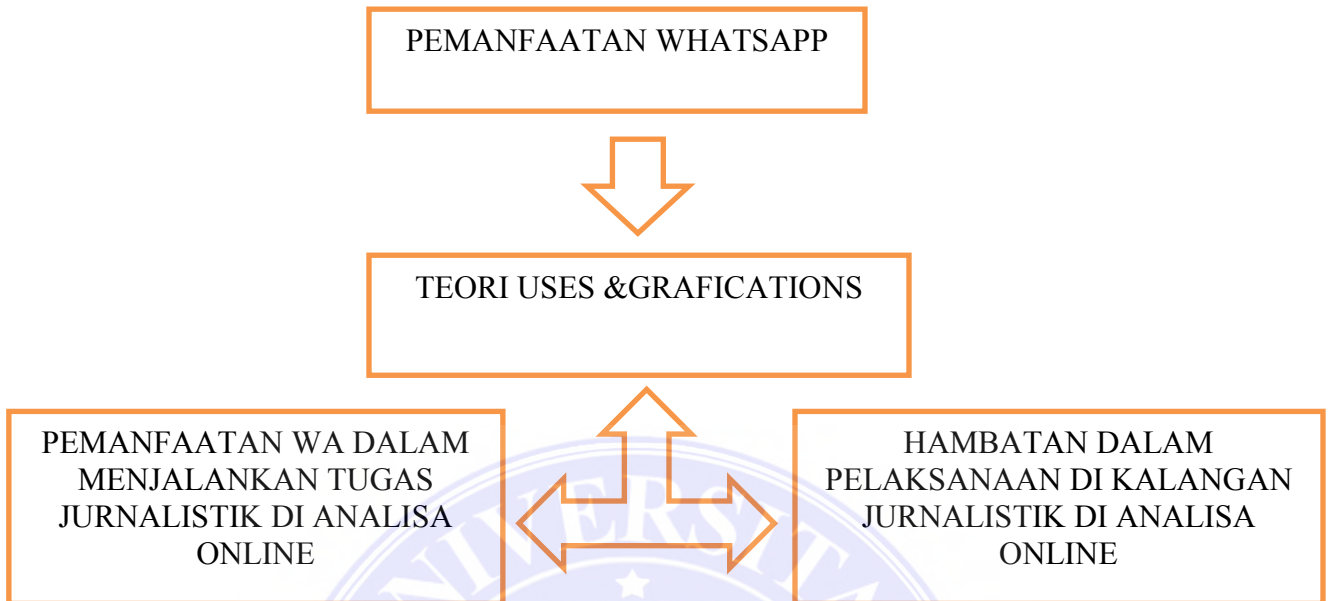 PEMANFAATAN WHATSAPP
TEORI USES &GRAFICATIONS
PEMANFAATAN WA DALAM
MENJALANKAN TUGAS
JURNALISTIK DI ANALISA
ONLINE
HAMBATAN DALAM
PELAKSANAAN DI KALANGAN
JURNALISTIK DI ANALISA
ONLINE
NIVERSITA